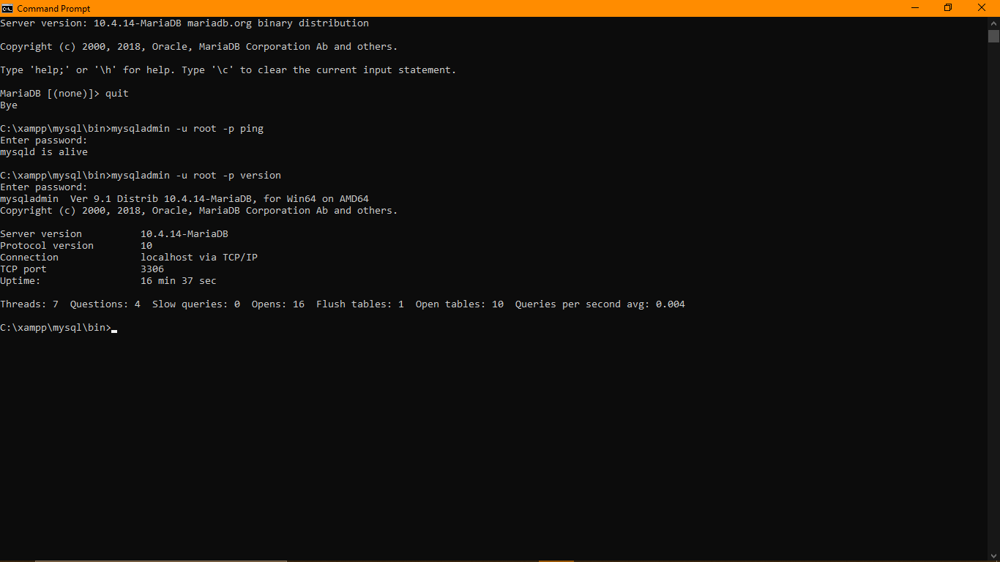 Command Prompt
Server version: 10.4.14-MariaDB mariadb.org binary distribution
Copyright (c) 2000, 2018, Oracle, MariaDB Corporation Ab and others.
Type 'help;' or '\h' for help. Type '\c' to clear the current input statement.
MariaDB [(none)]> quit
Bye
C:\xampp\mysql\bin>mysqladmin -u root -p ping
Enter password:
mysqld is alive
C:\xampp\mysql\bin>mysqladmin -u root -p version
Enter password:
mysqladmin  Ver 9.1 Distrib 10.4.14-MariaDB, for Win64 on AMD64
Copyright (c) 2000, 2018, Oracle, MariaDB Corporation Ab and others.
Server version          10.4.14-MariaDB
Protocol version        10
Connection              localhost via TCP/IP
TCP port                3306
Uptime:                 16 min 37 sec
Threads: 7  Questions: 4  Slow queries: 0  Opens: 16  Flush tables: 1  Open tables: 10  Queries per second avg: 0.004
C:\xampp\mysql\bin>